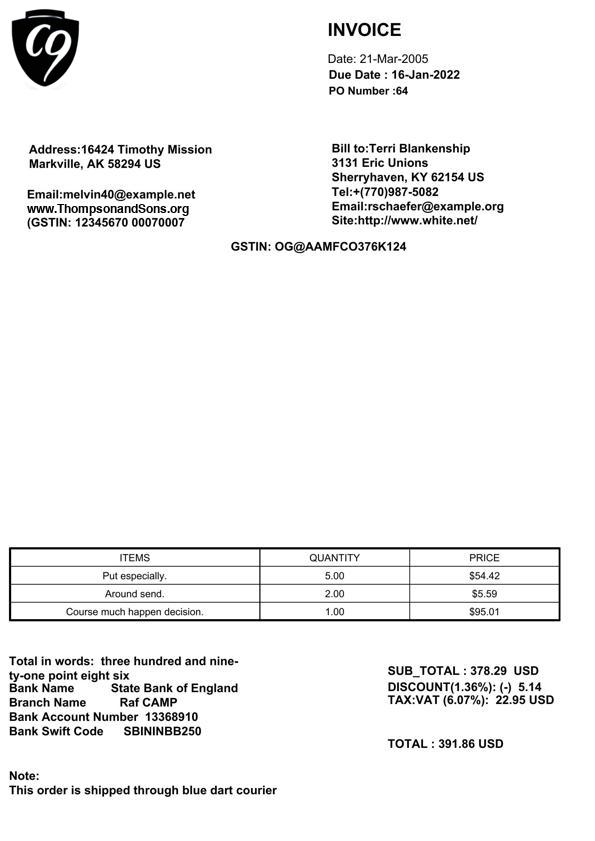 C9
INVOICE
Date: 21-Mar-2005
Due Date : 16-Jan-2022
PO Number :64
Address:16424 Timothy Mission
Markville, AK 58294 US
Email:melvin40@example.net
www.ThompsonandSons.org
(GSTIN: 12345670 00070007
Bill to:Terri Blankenship
3131 Eric Unions
Sherryhaven, KY 62154 US
Tel:+(770)987-5082
Email:rschaefer@example.org
Site:http://www.white.net/
GSTIN: OG@AAMFCO376K124
ITEMS QUANTITY PRICE
Put especially. 5.00 $54.42
Around send. 2.00 $5.59
Course much happen decision. 1.00 $95.01
Total in words: three hundred and nine-
ty-one point eight six
Bank Name State Bank of England
Branch Name Raf CAMP
Bank Account Number 13368910
Bank Swift Code SBININBB250
SUB_TOTAL : 378.29 USD
DISCOUNT(1.36%): (-) 5.14
TAX:VAT (6.07%): 22.95 USD
TOTAL : 391.86 USD
Note:
This order is shipped through blue dart courier